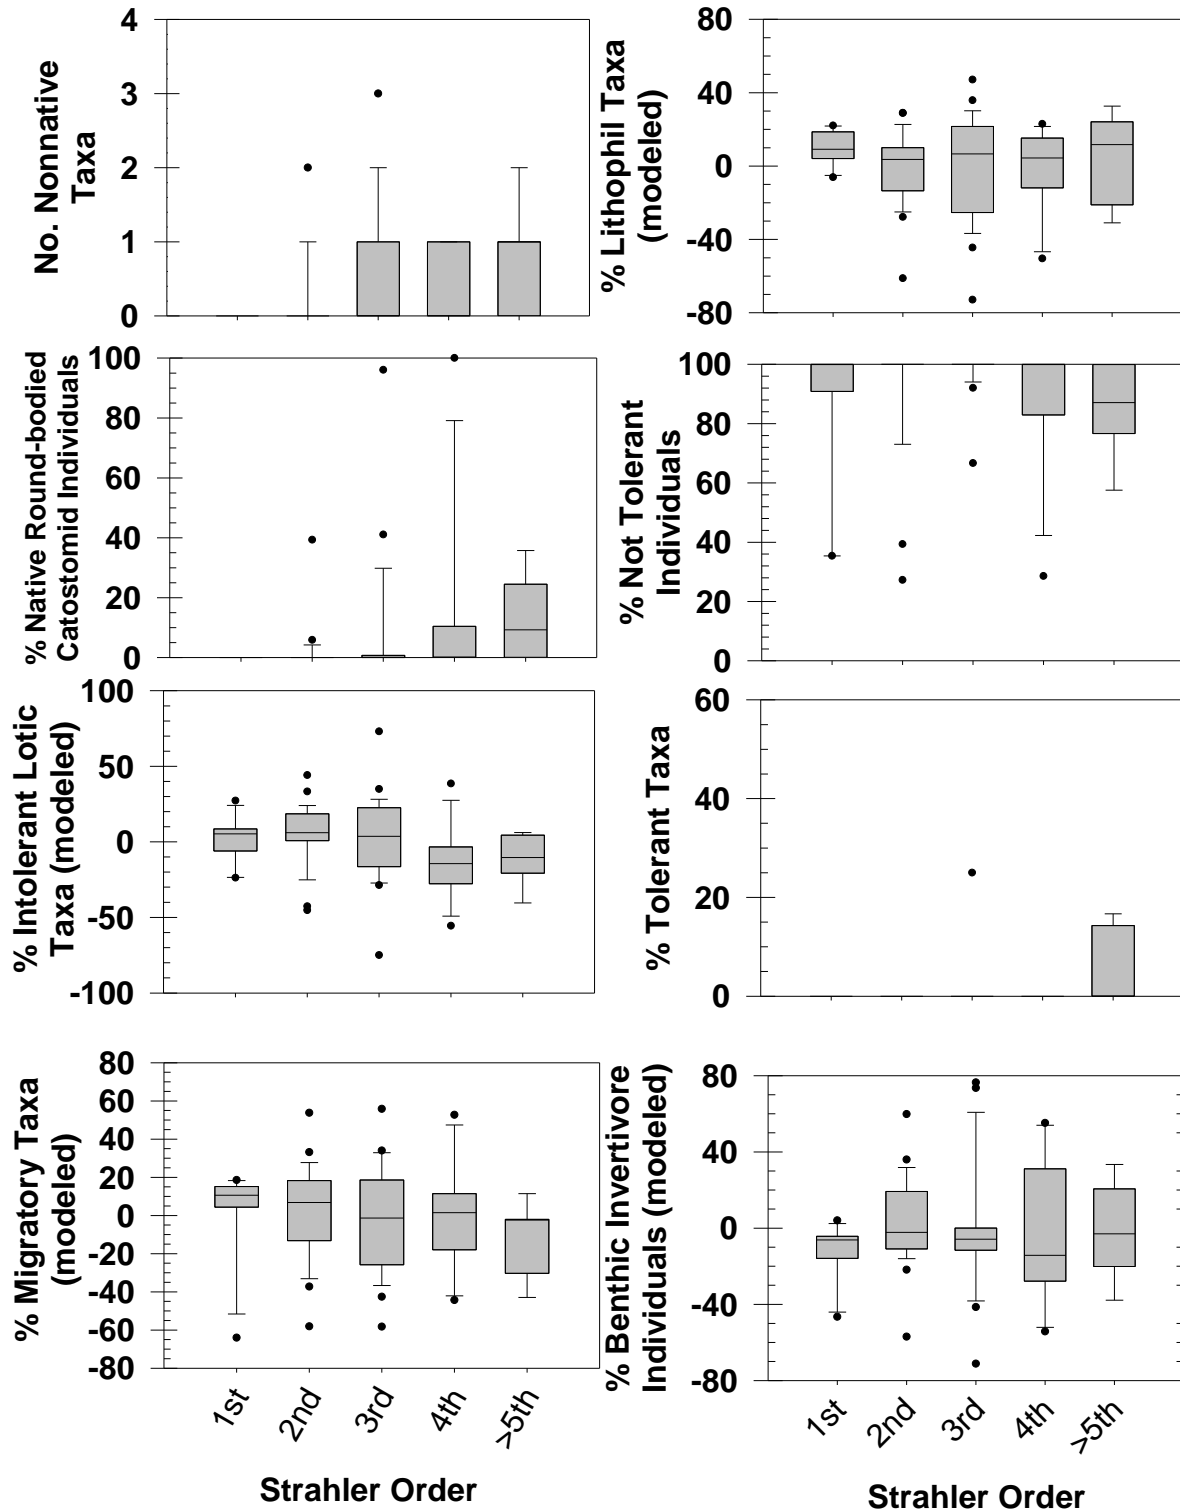 No. Nonnative
Taxa
4
3
2
1
0
% Lithophil Taxa
(modeled)
80
40
0
-40
-80
% Native Round-bodied
Catostomid Individuals
100
80
60
40
20
0
% Not Tolerant
Individuals
100
80
60
40
20
0
% Intolerant Lotic
Taxa (modeled)
100
50
0
-50
-100
% Tolerant Taxa
60
40
20
0
% Migratory Taxa
(modeled)
80
60
40
20
0
-20
-40
-60
-80
1st
2nd
3rd
4th
>5th
Strahler Order
% Benthic Invertivore
Individuals (modeled)
80
40
0
-40
-80
1st
2nd
3rd
4th
>5th
Strahler Order